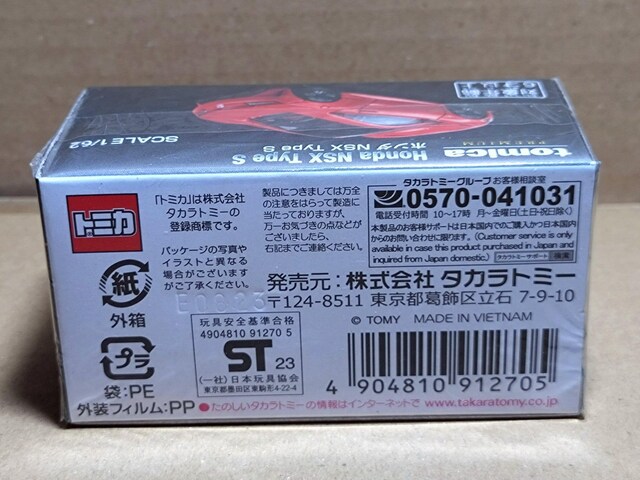 tomica
PREMIUM
Honda NSX Type S
ホンダ NSX Type S
SCALE 1/62
トミカ
「トミカ」は株式会社
タカラトミーの
登録商標です。
パッケージの写真や
イラストと異なる
場合がございますが
ご了承ください。
紙
外箱
プラ
袋:PE
外装フィルム:PP
製品につきましては万全
の注意をはらって製造に
当たっておりますが、
万一お気づきの点などが
ございましたら、
右記までご連絡ください。
タカラトミーグループお客様相談室
0570-041031
電話受付時間 10~17時 月~金曜日(土・日・祝日除く)
本製品のお客様サポートは日本国内でのご購入かつ日本国内
からのお問い合わせに限ります。(Customer service is only
available in case this product purchased in Japan and
inquired from Japan domestic.)
タカラトミーサポート 検索
発売元:株式会社 タカラトミー
〒124-8511 東京都葛飾区立石 7-9-10
玩具安全基準合格
4904810 91270 5
ST 23
(一社)日本玩具協会
東京都墨田区東駒形4-22-4
© TOMY MADE IN VIETNAM
4 904810 912705
●たのしいタカラトミーの情報はインターネットで www.takaratomy.co.jp